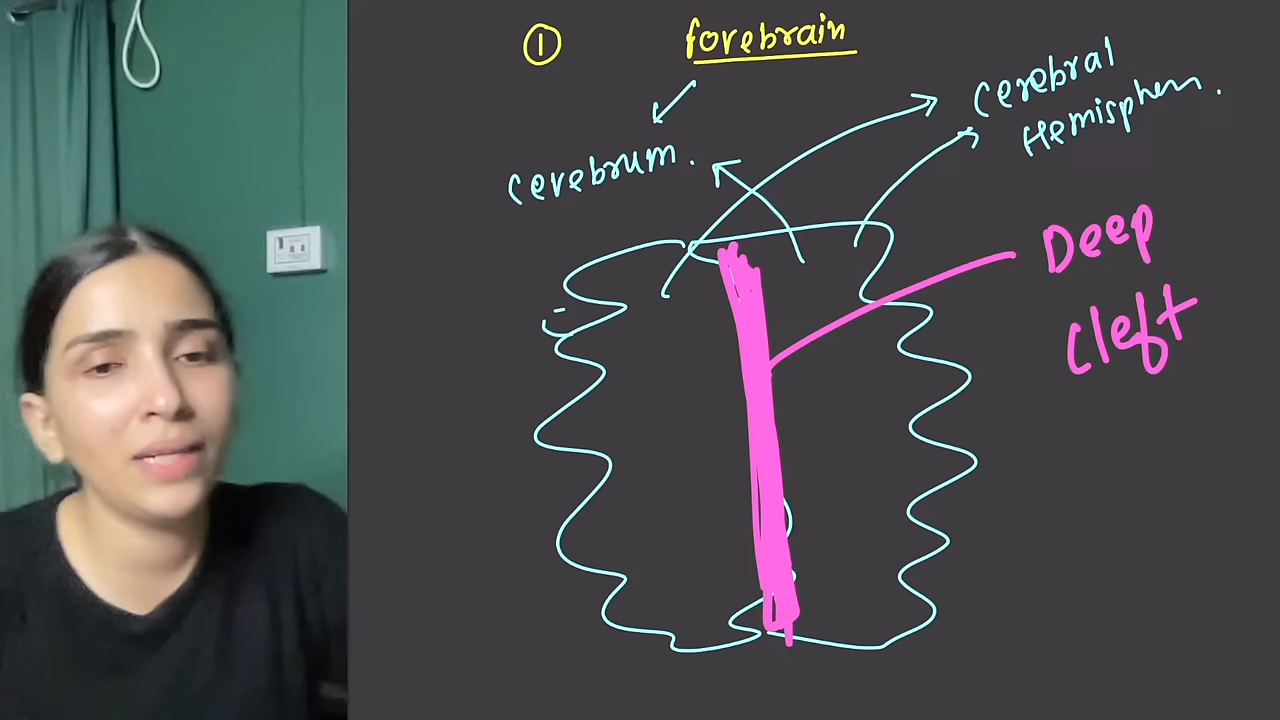 ① forebrain
cerebrum.
cerebral
Hemisphere.
Deep
cleft